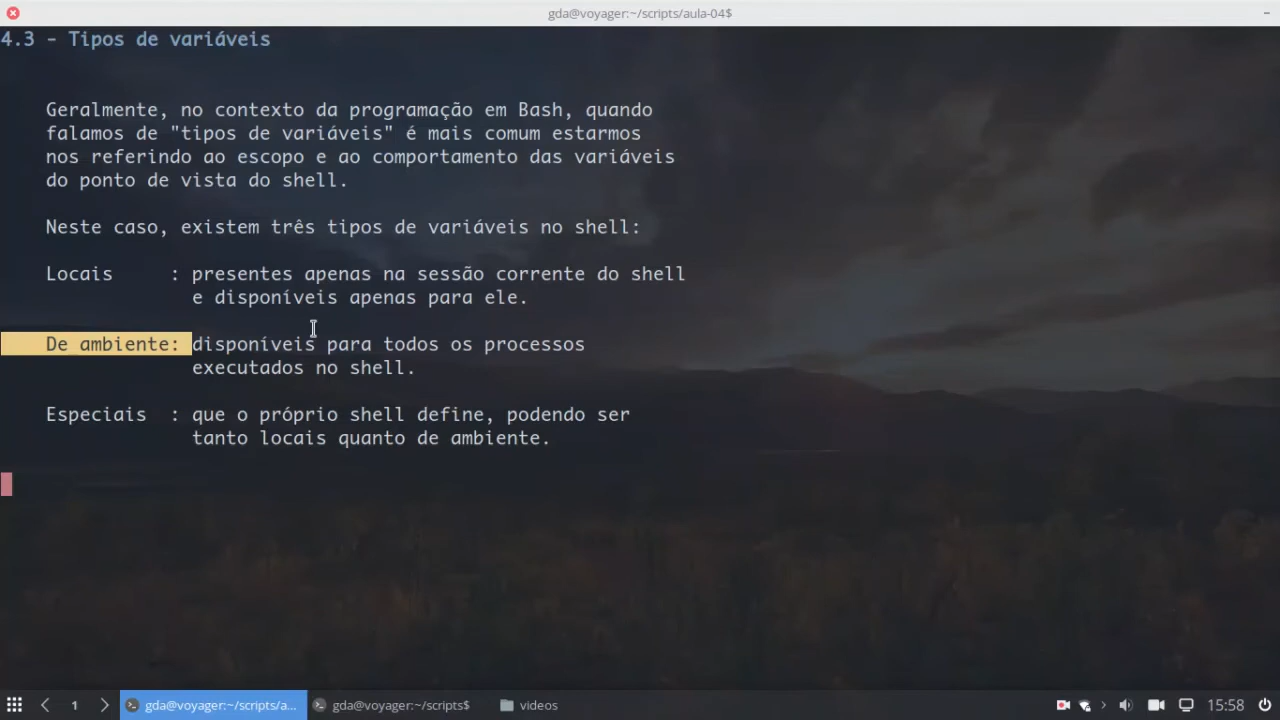 gda@voyager:~/scripts/aula-04$
4.3 - Tipos de variáveis
Geralmente, no contexto da programação em Bash, quando
falamos de "tipos de variáveis" é mais comum estarmos
nos referindo ao escopo e ao comportamento das variáveis
do ponto de vista do shell.
Neste caso, existem três tipos de variáveis no shell:
Locais : presentes apenas na sessão corrente do shell
e disponíveis apenas para ele.
De ambiente: disponíveis para todos os processos
executados no shell.
Especiais : que o próprio shell define, podendo ser
tanto locais quanto de ambiente.
1 gda@voyager:~/scripts/a... gda@voyager:~/scripts$ videos 15:58